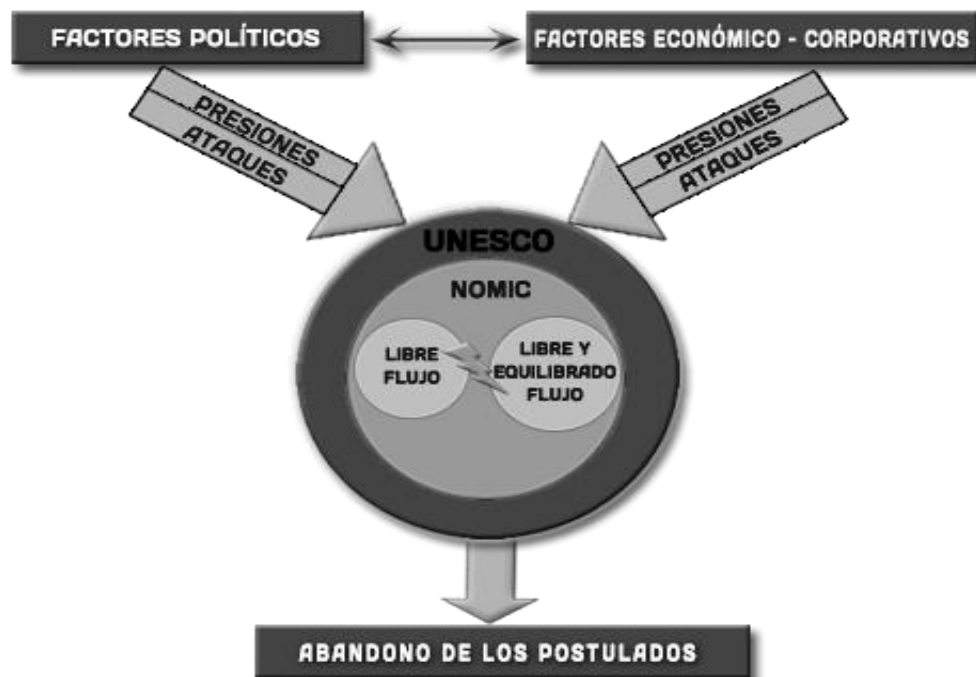 FACTORES POLÍTICOS
FACTORES ECONÓMICO - CORPORATIVOS
PRESIONES
ATAQUES
PRESIONES
ATAQUES
UNESCO
NOMIC
LIBRE
FLUJO
LIBRE Y
EQUILIBRADO
FLUJO
ABANDONO DE LOS POSTULADOS